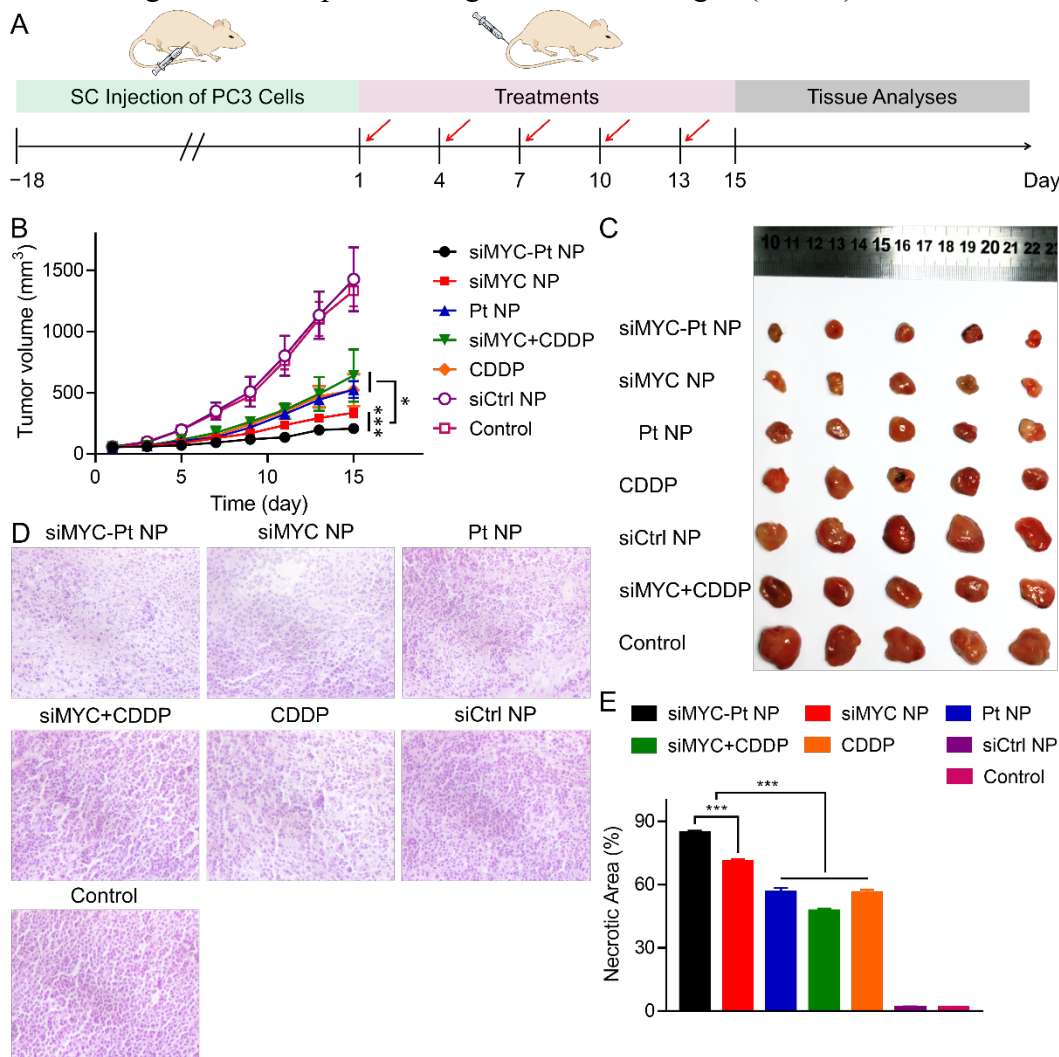 A
SC Injection of PC3 Cells Treatments Tissue Analyses
−18 1 4 7 10 13 15 Day
B
Tumor volume (mm³)
1500
1000
500
0
0 5 10 15
Time (day)
siMYC-Pt NP
siMYC NP
Pt NP
siMYC+CDDP
CDDP
siCtrl NP
Control
*
***
C
10 11 12 13 14 15 16 17 18 19 20 21 22
siMYC-Pt NP
siMYC NP
Pt NP
CDDP
siCtrl NP
siMYC+CDDP
Control
D
siMYC-Pt NP siMYC NP Pt NP
siMYC+CDDP CDDP siCtrl NP
Control
E
siMYC-Pt NP siMYC NP Pt NP
siMYC+CDDP CDDP siCtrl NP
Control
Necrotic Area (%)
90
60
30
0
***
***